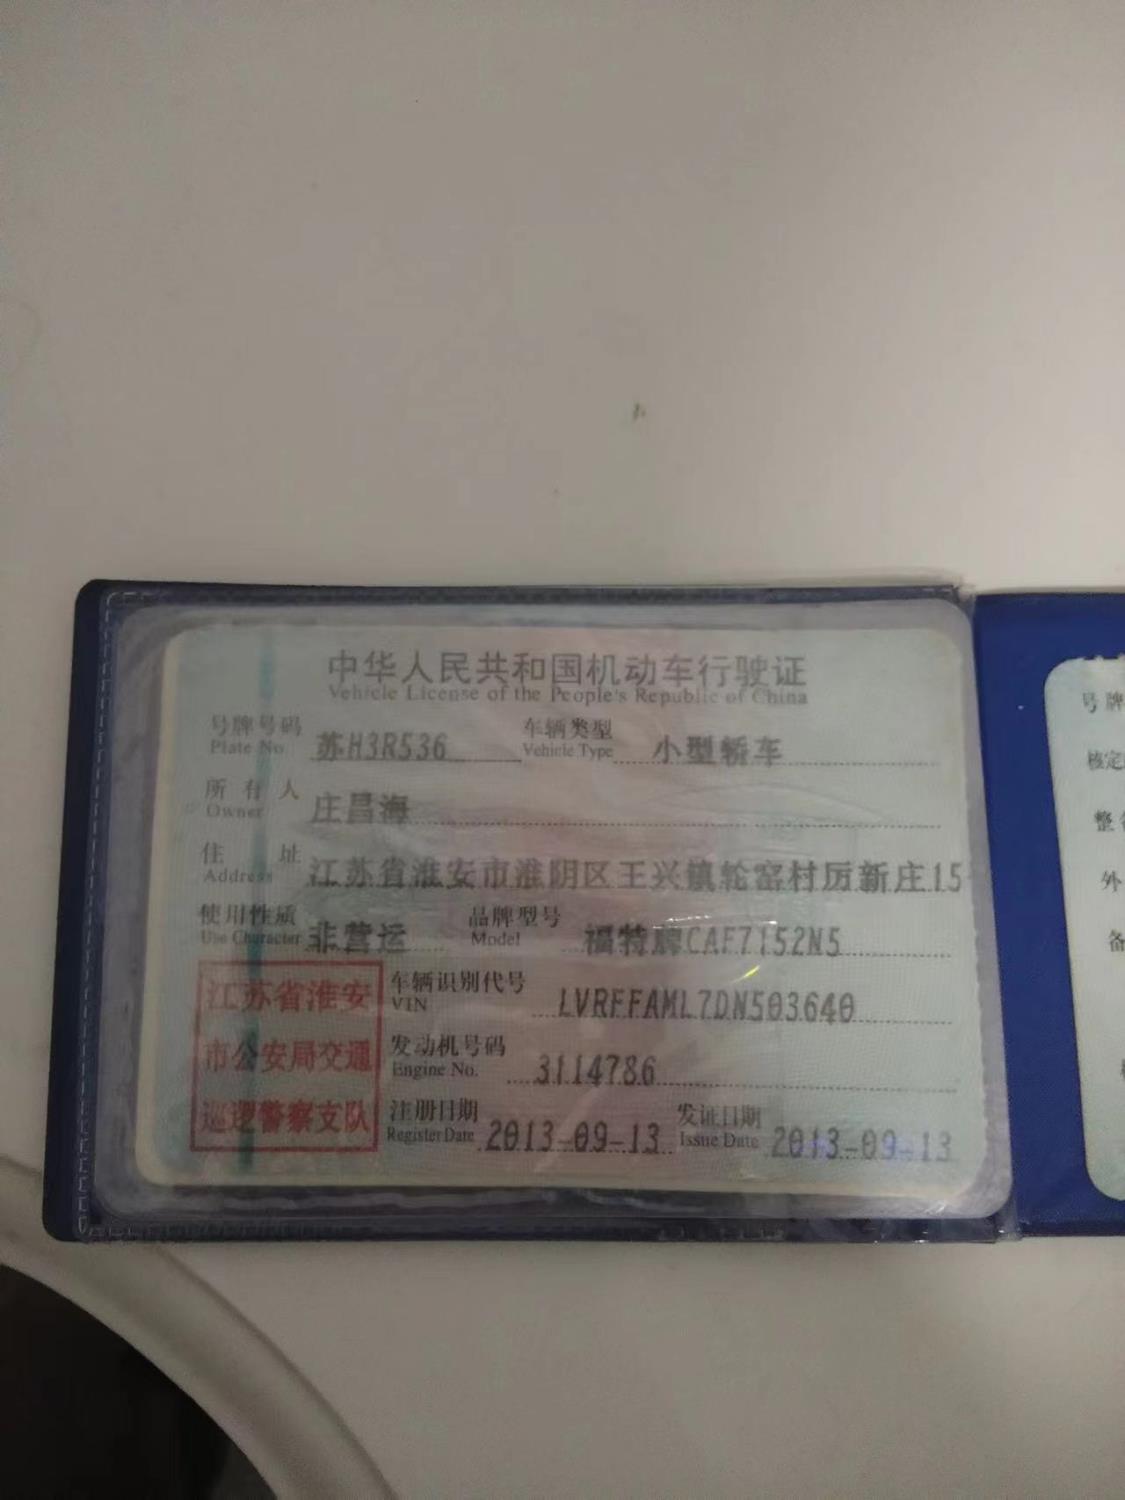 中华人民共和国机动车行驶证
Vehicle License of the People's Republic of China
号牌号码 苏H3R536 车辆类型 小型轿车
Plate No. Vehicle Type
所有人 庄昌海
Owner
住址 江苏省淮安市淮阴区王兴镇轮窑村厉新庄15
Address
使用性质 非营运 品牌型号 福特牌CAF7152N5
Use Character Model
江苏省淮安
市公安局交通
巡逻警察支队
车辆识别代号 LVRFFAML7DN503640
VIN
发动机号码 3114786
Engine No.
注册日期 2013-09-13 发证日期 2013-09-13
Register Date Issue Date
号牌
核定
整备
外
备